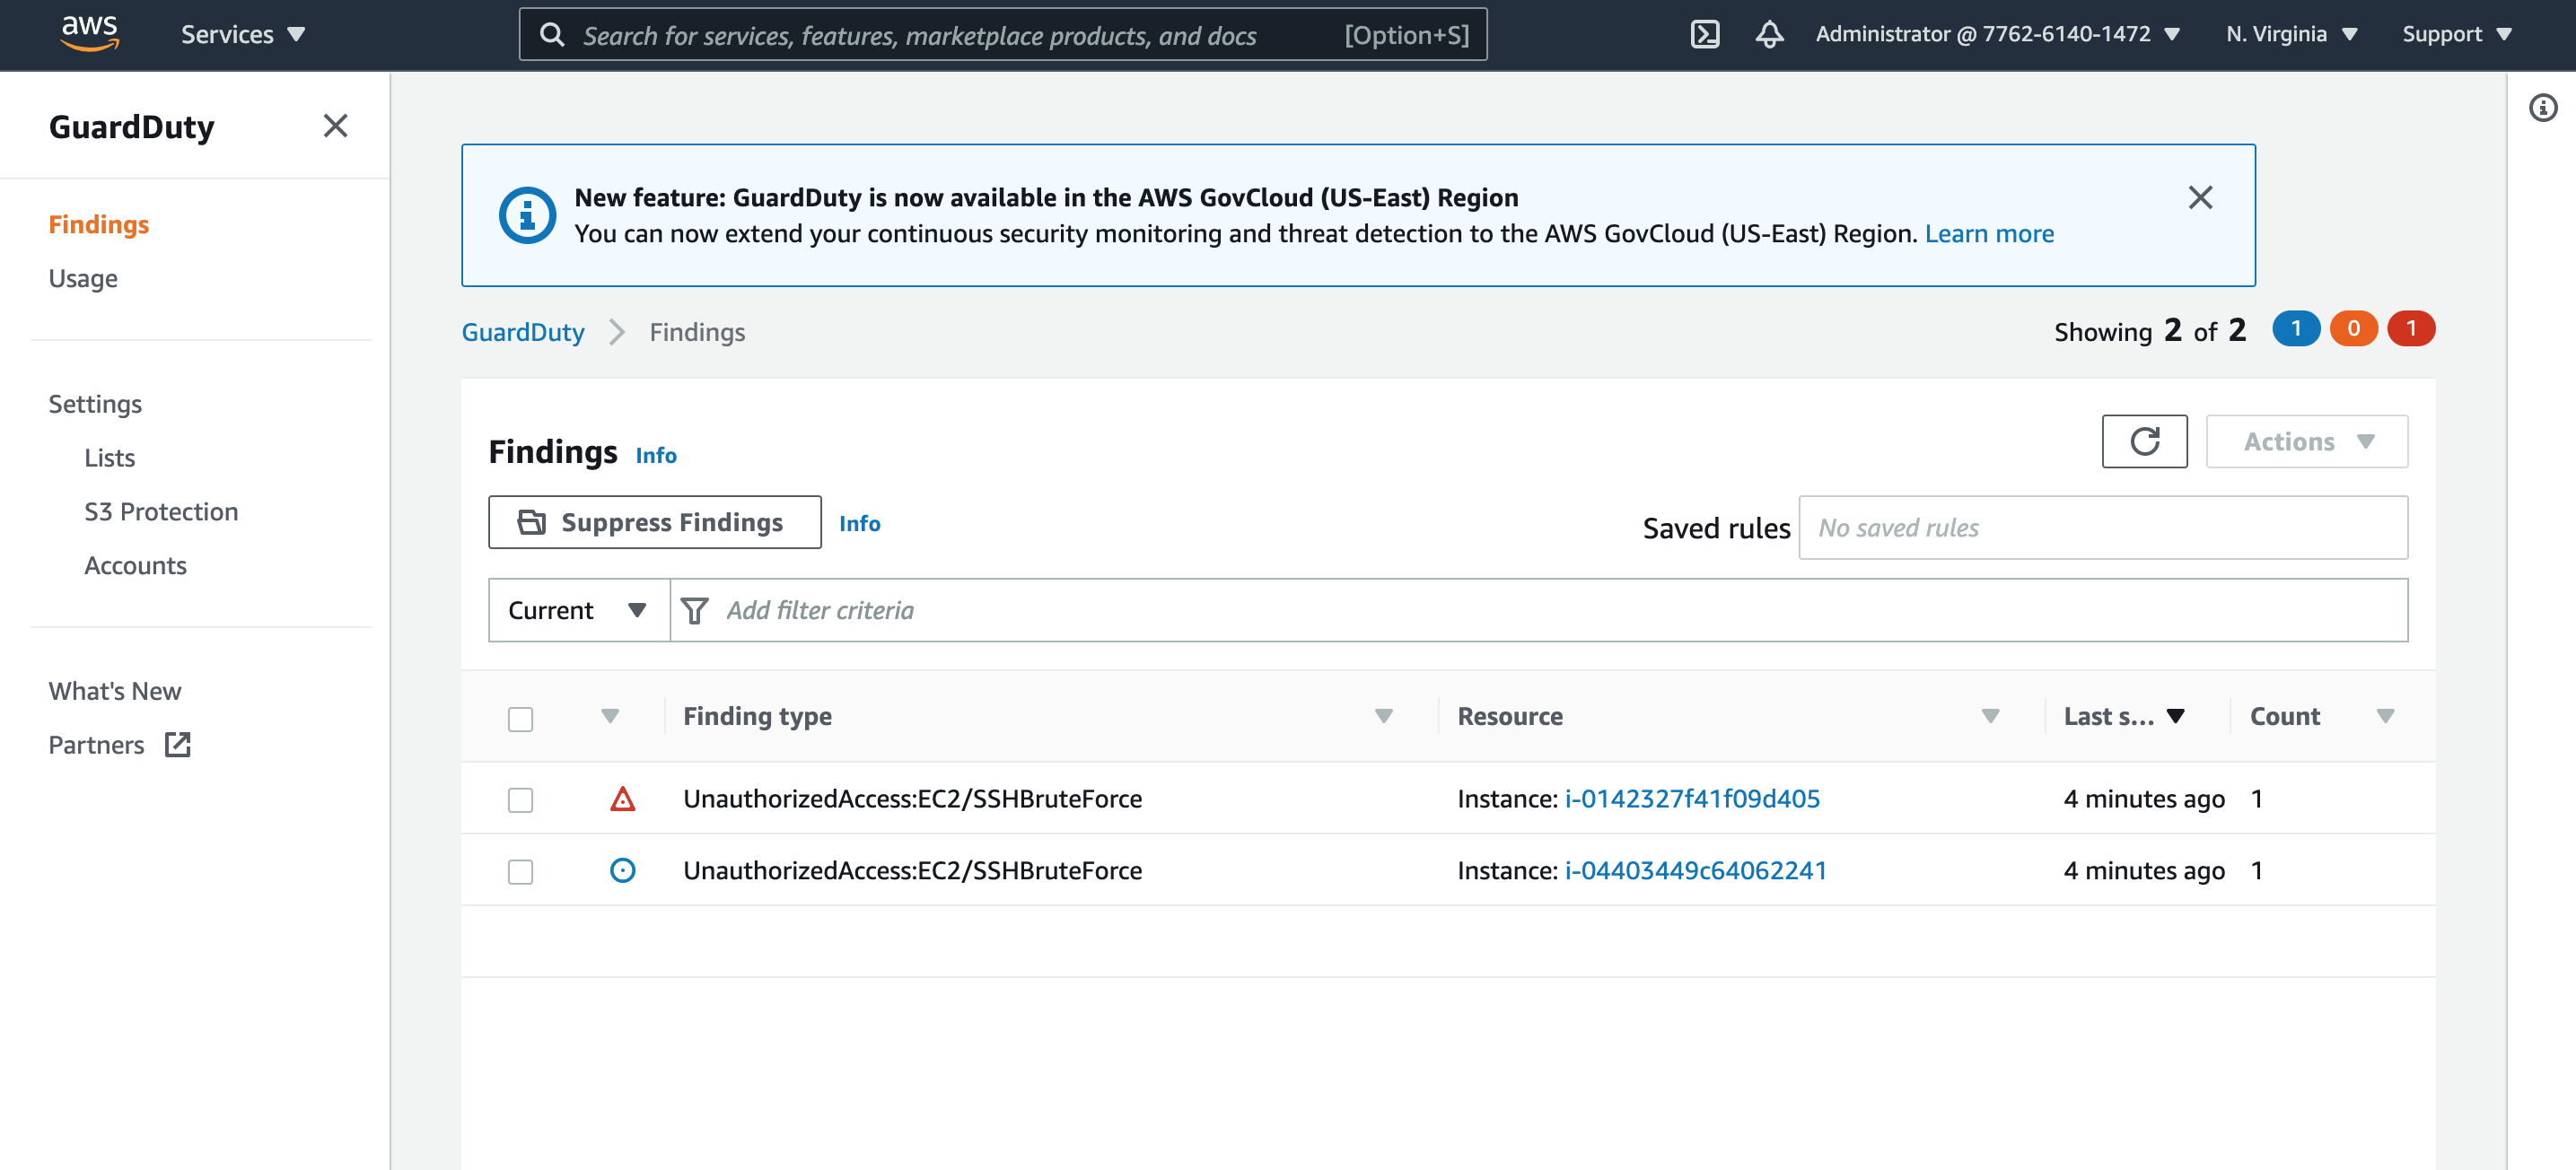 aws
Services
Search for services, features, marketplace products, and docs
[Option+S]
Administrator @ 7762-6140-1472
N. Virginia
Support
GuardDuty
Findings
Usage
Settings
Lists
S3 Protection
Accounts
What's New
Partners
New feature: GuardDuty is now available in the AWS GovCloud (US-East) Region
You can now extend your continuous security monitoring and threat detection to the AWS GovCloud (US-East) Region. Learn more
GuardDuty
Findings
Showing 2 of 2
1
0
1
Findings Info
Actions
Suppress Findings
Info
Saved rules
No saved rules
Current
Add filter criteria
Finding type
Resource
Last s...
Count
UnauthorizedAccess:EC2/SSHBruteForce
Instance: i-0142327f41f09d405
4 minutes ago
1
UnauthorizedAccess:EC2/SSHBruteForce
Instance: i-04403449c64062241
4 minutes ago
1